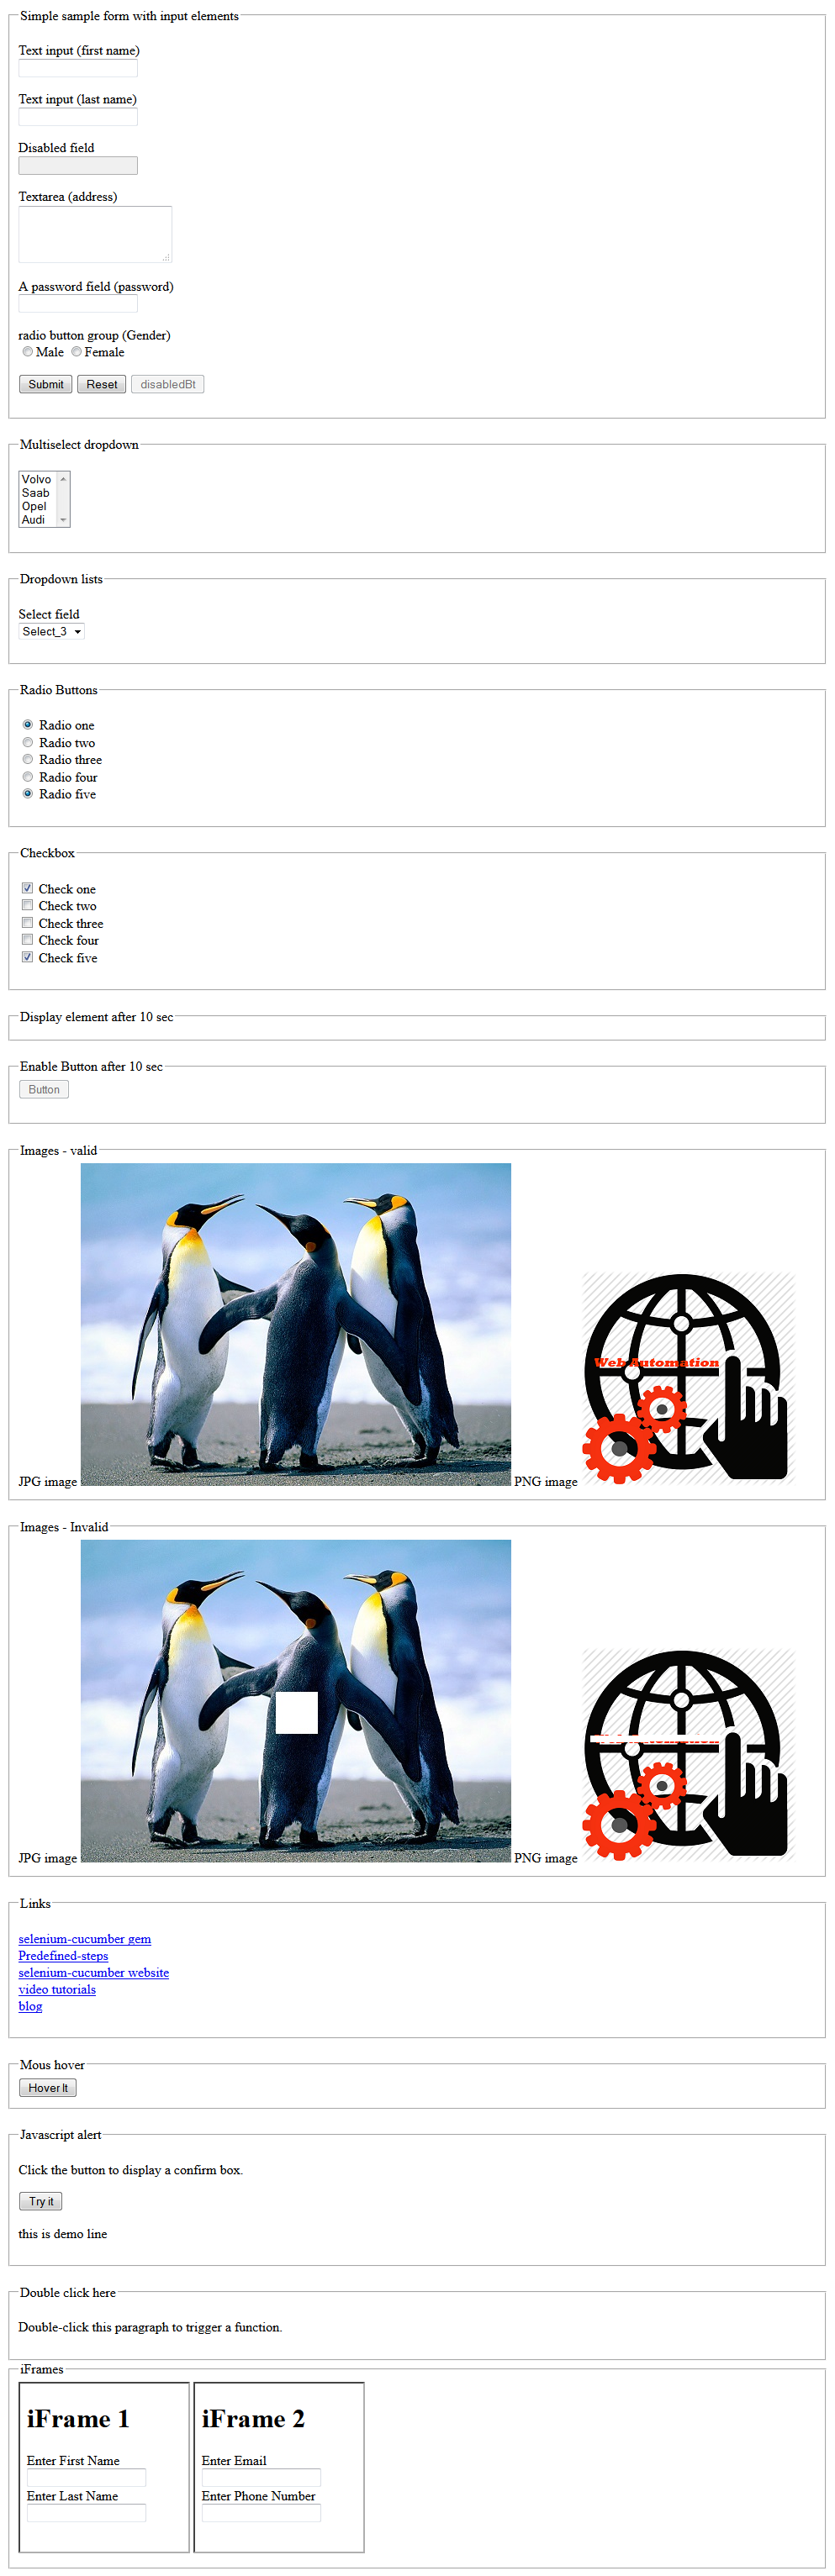 Simple sample form with input elements
Text input (first name)
Text input (last name)
Disabled field
Textarea (address)
A password field (password)
radio button group (Gender)
Male Female
Submit Reset disabledBt
Multiselect dropdown
Volvo
Saab
Opel
Audi
Dropdown lists
Select field
Select_3
Radio Buttons
Radio one
Radio two
Radio three
Radio four
Radio five
Checkbox
Check one
Check two
Check three
Check four
Check five
Display element after 10 sec
Enable Button after 10 sec
Button
Images - valid
Web Automation
JPG image PNG image
Images - Invalid
JPG image PNG image
Links
selenium-cucumber gem
Predefined-steps
selenium-cucumber website
video tutorials
blog
Mous hover
Hover It
Javascript alert
Click the button to display a confirm box.
Try it
this is demo line
Double click here
Double-click this paragraph to trigger a function.
iFrames
iFrame 1
Enter First Name
Enter Last Name
iFrame 2
Enter Email
Enter Phone Number